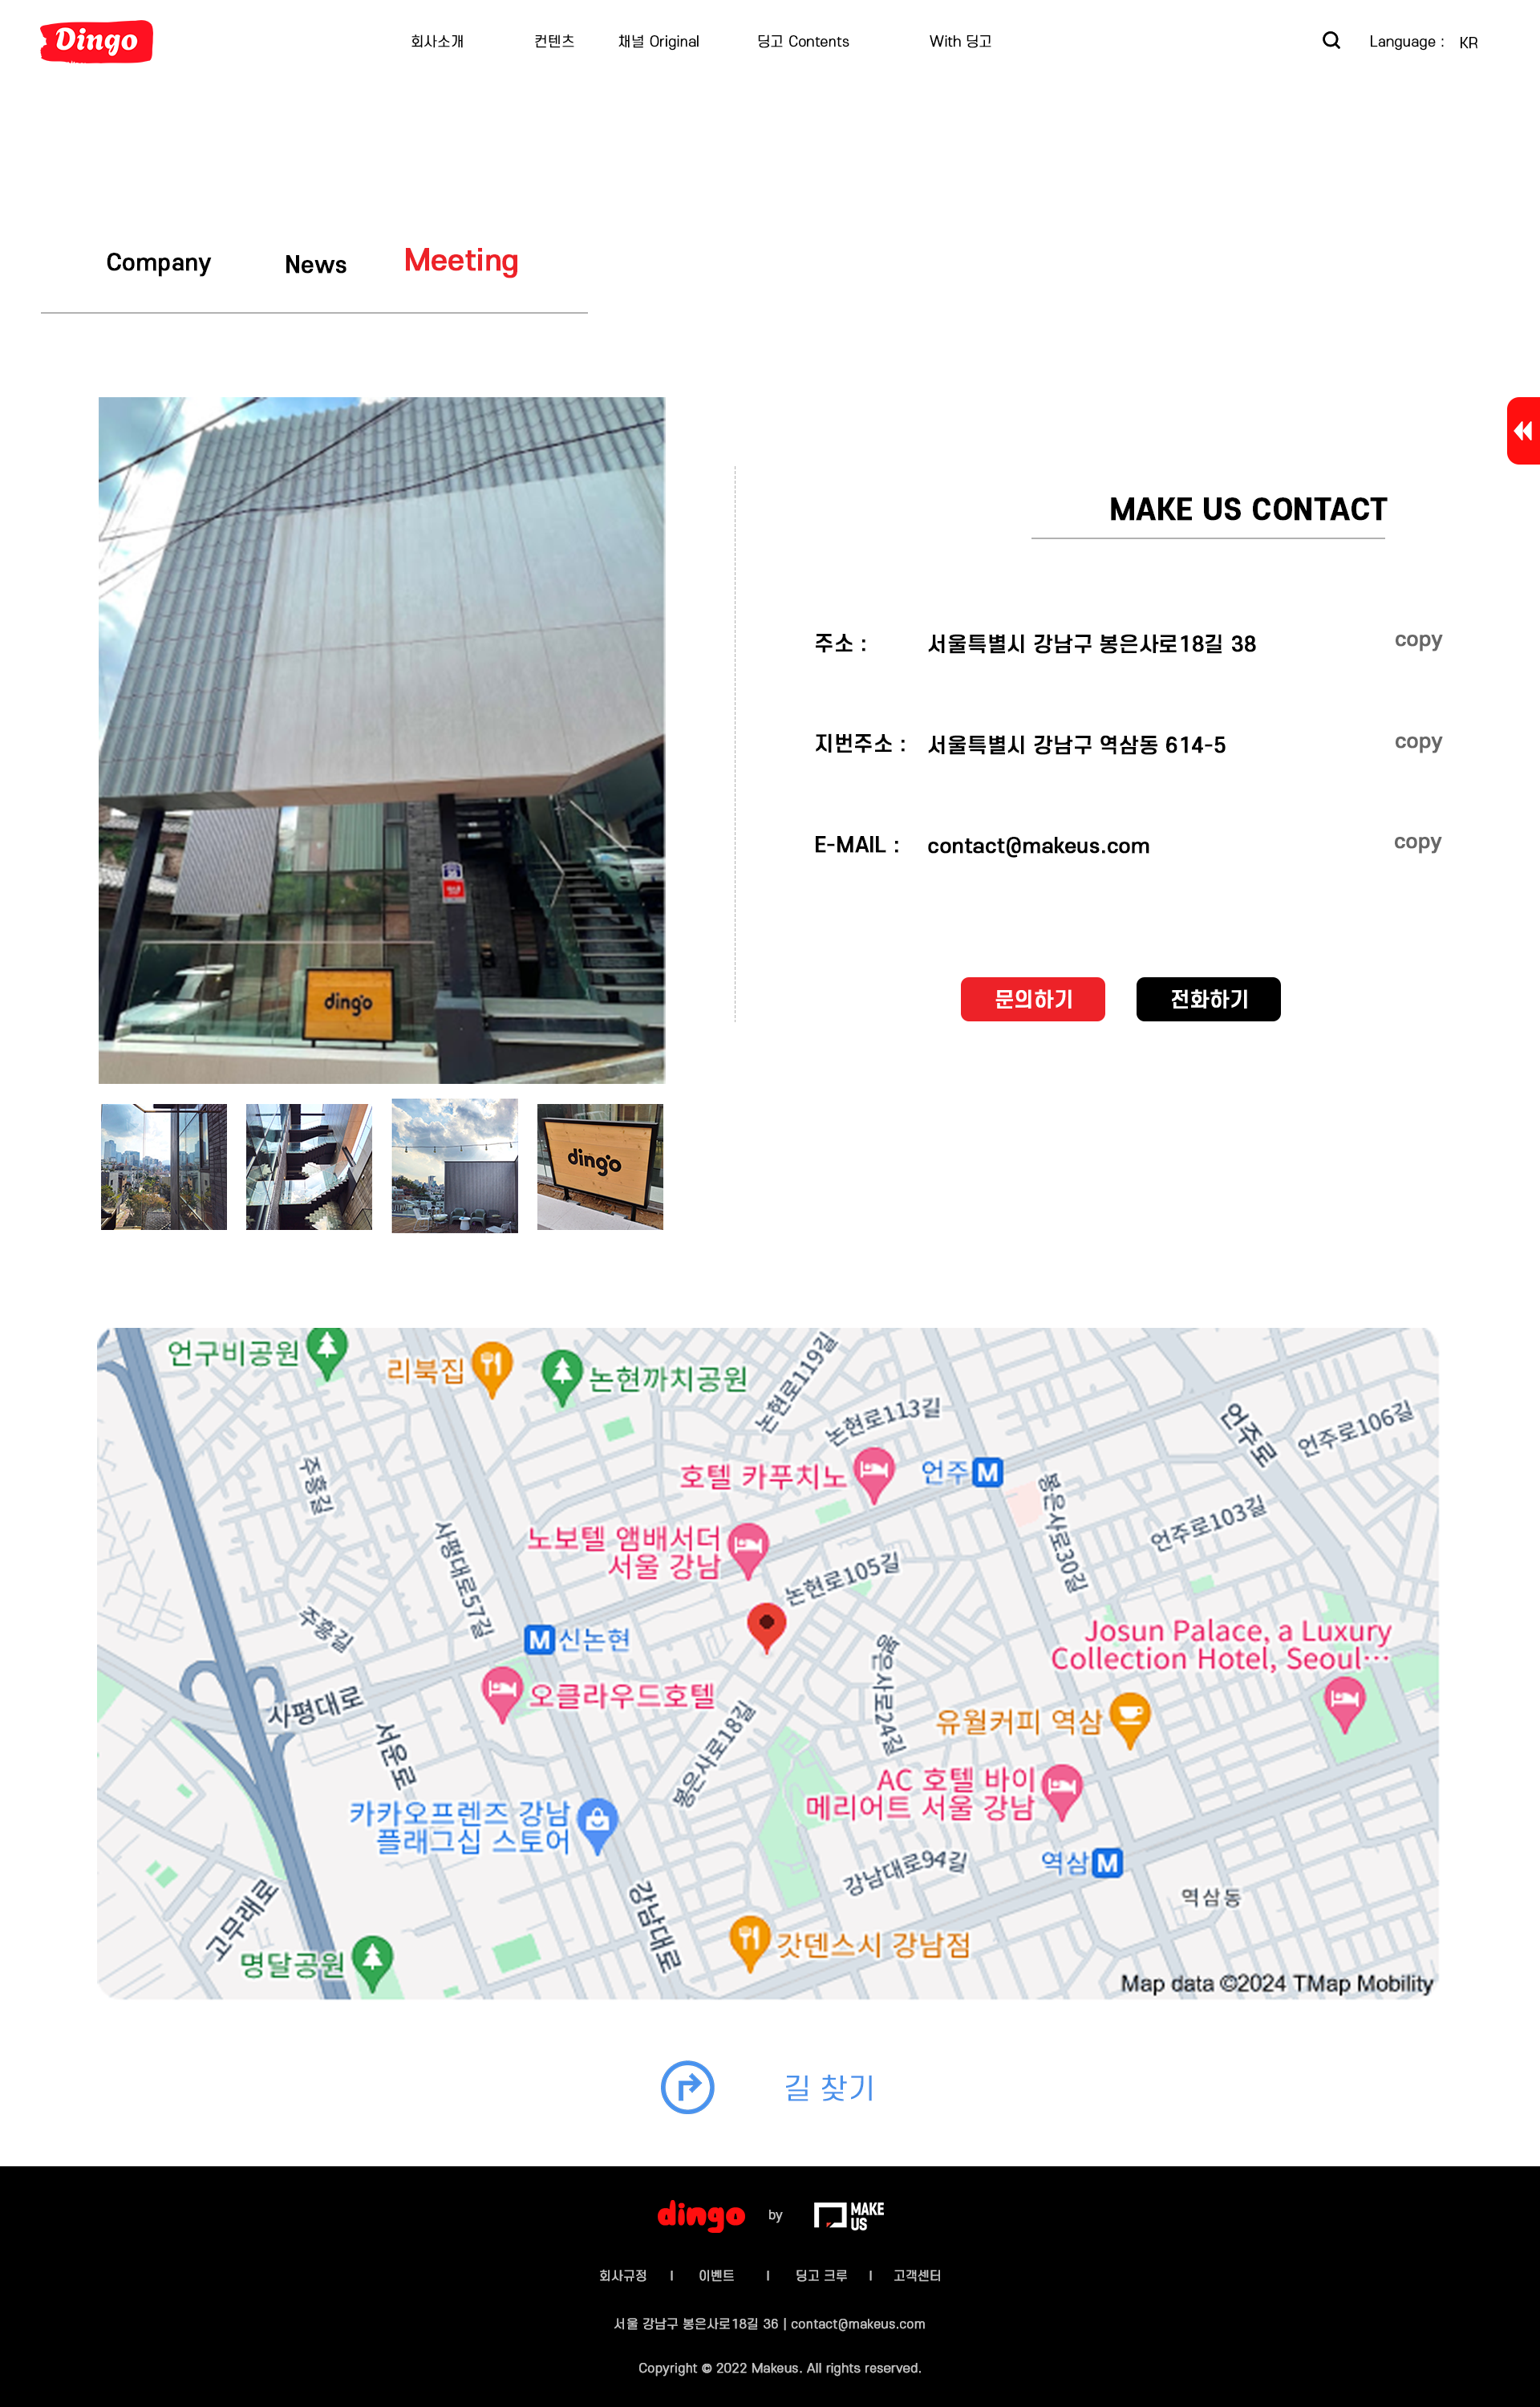 Dingo
회사소개
컨텐츠
채널 Original
딩고 Contents
With 딩고
Language :
KR
Company
News
Meeting
dingo
dingo
MAKE US CONTACT
주소 :
서울특별시 강남구 봉은사로18길 38
copy
지번주소 :
서울특별시 강남구 역삼동 614-5
copy
E-MAIL :
contact@makeus.com
copy
문의하기
전화하기
언구비공원
리북집
논현까치공원
논현로119길
논현로113길
언주로
언주로106길
주흥길
호텔 카푸치노
언주
M
봉은사로30길
언주로103길
사평대로57길
노보텔 앰배서더
서울 강남
논현로105길
주흥길
M
신논현
Josun Palace, a Luxury
Collection Hotel, Seoul…
오클라우드호텔
사평대로
서운로
봉은사로18길
봉은사로24길
유월커피 역삼
AC 호텔 바이
메리어트 서울 강남
카카오프렌즈 강남
플래그십 스토어
강남대로94길
역삼
M
역삼동
고무래로
강남대로
명달공원
갓덴스시 강남점
Map data ©2024 TMap Mobility
길 찾기
dingo
by
MAKE
US
회사규정 | 이벤트 | 딩고 크루 | 고객센터
서울 강남구 봉은사로18길 36 | contact@makeus.com
Copyright © 2022 Makeus. All rights reserved.